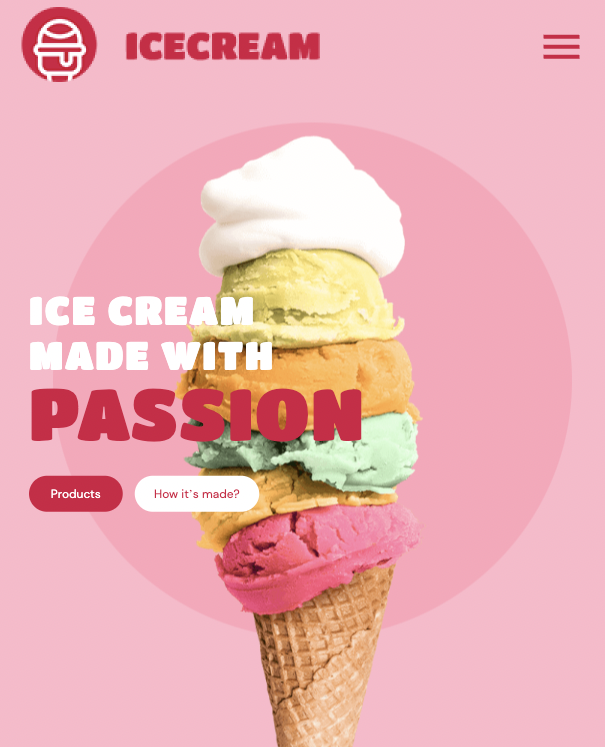 ICECREAM
ICE CREAM
MADE WITH
PASSION
Products How it's made?